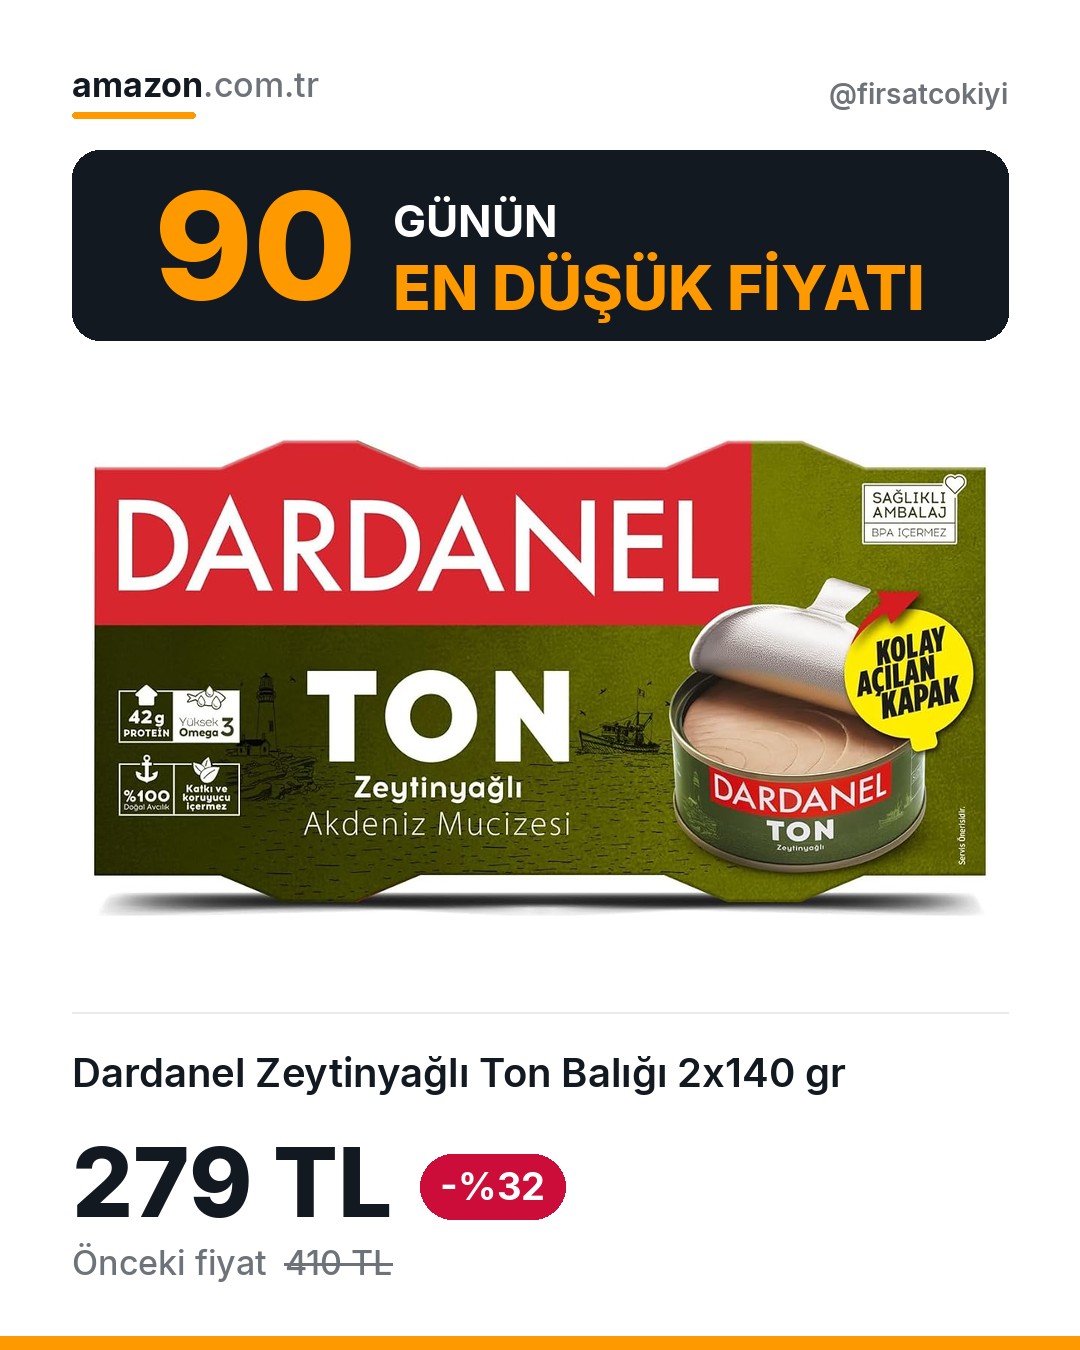 amazon.com.tr
@firsatcokiyi
90
GÜNÜN
EN DÜŞÜK FİYATI
DARDANEL
SAĞLIKLI
AMBALAJ
BPA İÇERMEZ
KOLAY
AÇILAN
KAPAK
42g
PROTEİN
Yüksek
Omega 3
%100
Doğal Avcılık
Katkı ve
koruyucu
İçermez
TON
Zeytinyağlı
Akdeniz Mucizesi
DARDANEL
TON
Zeytinyağlı
Servis Önerisidir.
Dardanel Zeytinyağlı Ton Balığı 2x140 gr
279 TL
-%32
Önceki fiyat 410 TL